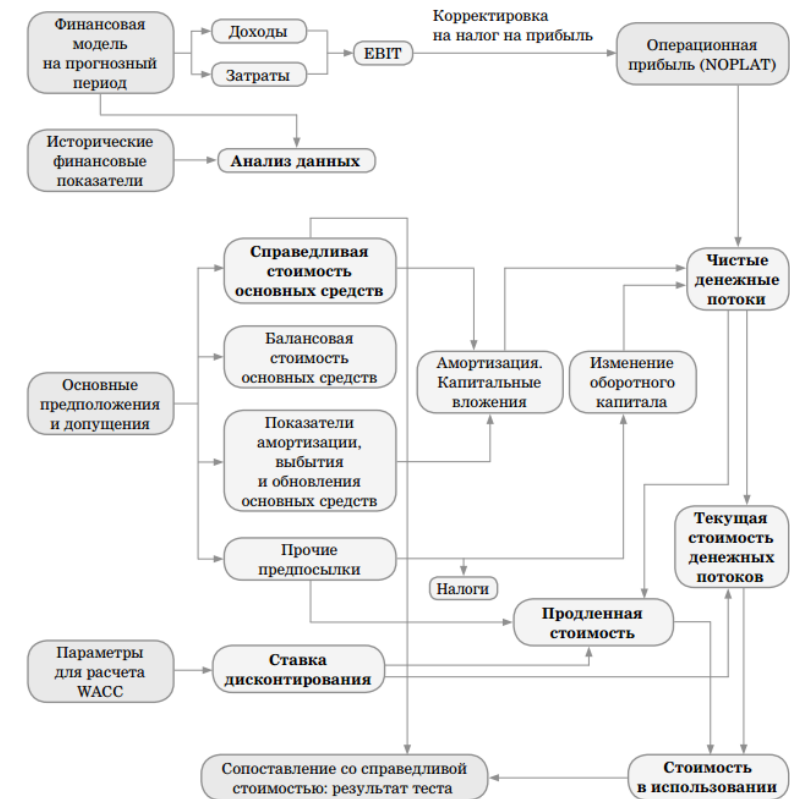 Финансовая
модель
на прогнозный
период
Доходы
Затраты
EBIT
Корректировка
на налог на прибыль
Операционная
прибыль (NOPLAT)
Исторические
финансовые
показатели
Анализ данных
Справедливая
стоимость
основных средств
Чистые
денежные
потоки
Балансовая
стоимость
основных средств
Амортизация.
Капитальные
вложения
Изменение
оборотного
капитала
Основные
предположения
и допущения
Показатели
амортизации,
выбытия
и обновления
основных средств
Текущая
стоимость
денежных
потоков
Прочие
предпосылки
Налоги
Продленная
стоимость
Параметры
для расчета
WACC
Ставка
дисконтирования
Сопоставление со справедливой
стоимостью: результат теста
Стоимость
в использовании